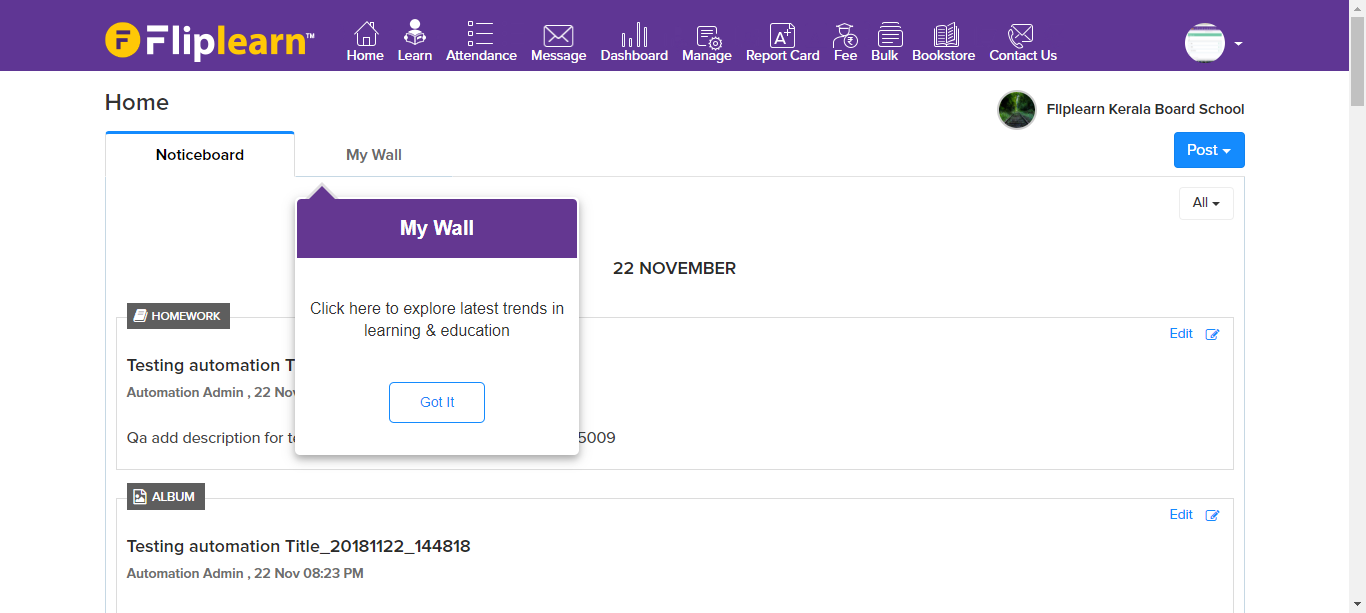 Fliplearn™
Home Learn Attendance Message Dashboard Manage Report Card Fee Bulk Bookstore Contact Us
Home
Fliplearn Kerala Board School
Noticeboard
My Wall
Post
All
My Wall
Click here to explore latest trends in
learning & education
Got It
22 NOVEMBER
HOMEWORK
Edit
Testing automation
Automation Admin , 22
Qa add description for 5009
ALBUM
Edit
Testing automation Title_20181122_144818
Automation Admin , 22 Nov 08:23 PM